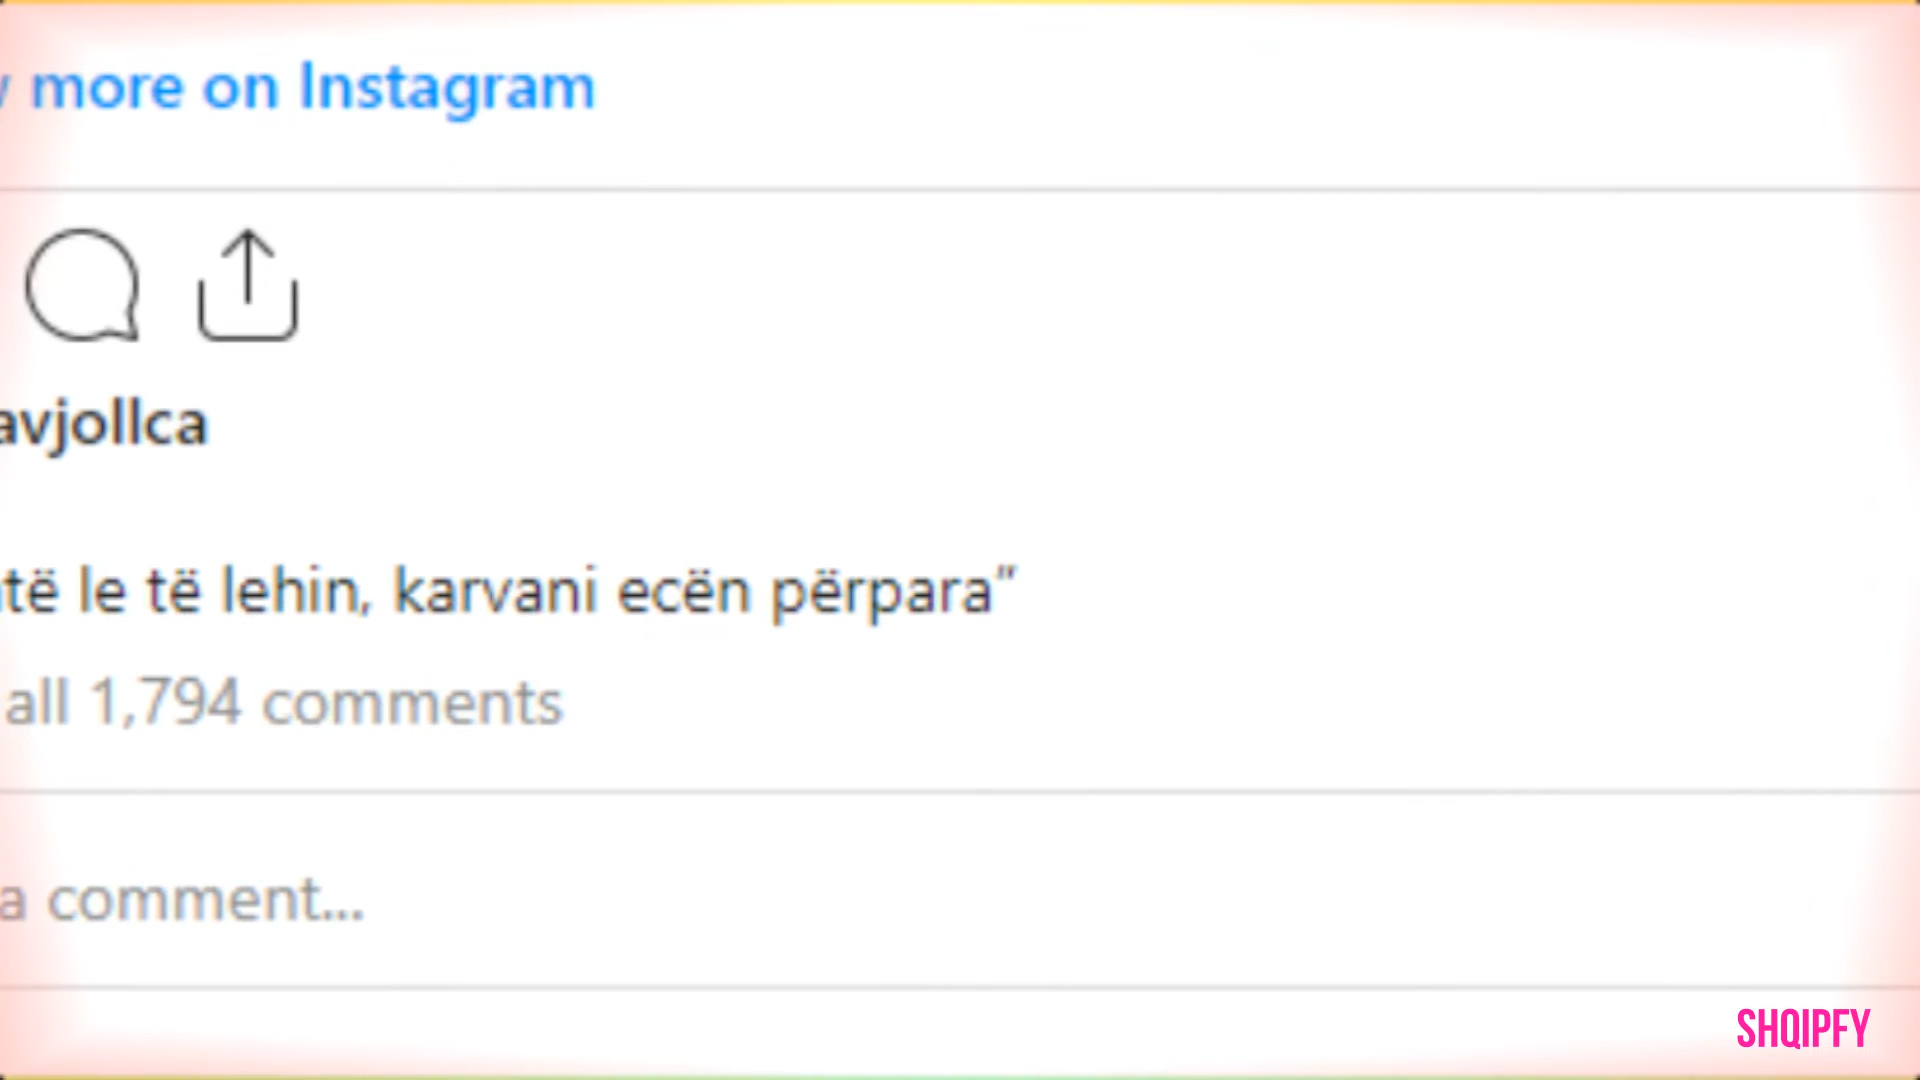 more on Instagram
avjollca
të le të lehin, karvani ecën përpara”
all 1,794 comments
a comment...
SHQIPFY